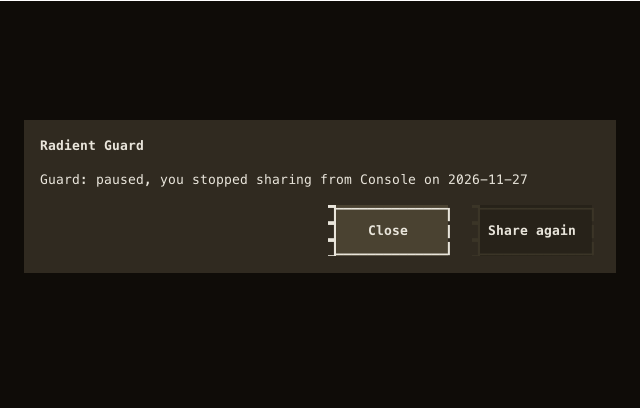 Radient Guard
Guard: paused, you stopped sharing from Console on 2026-11-27
Close
Share again